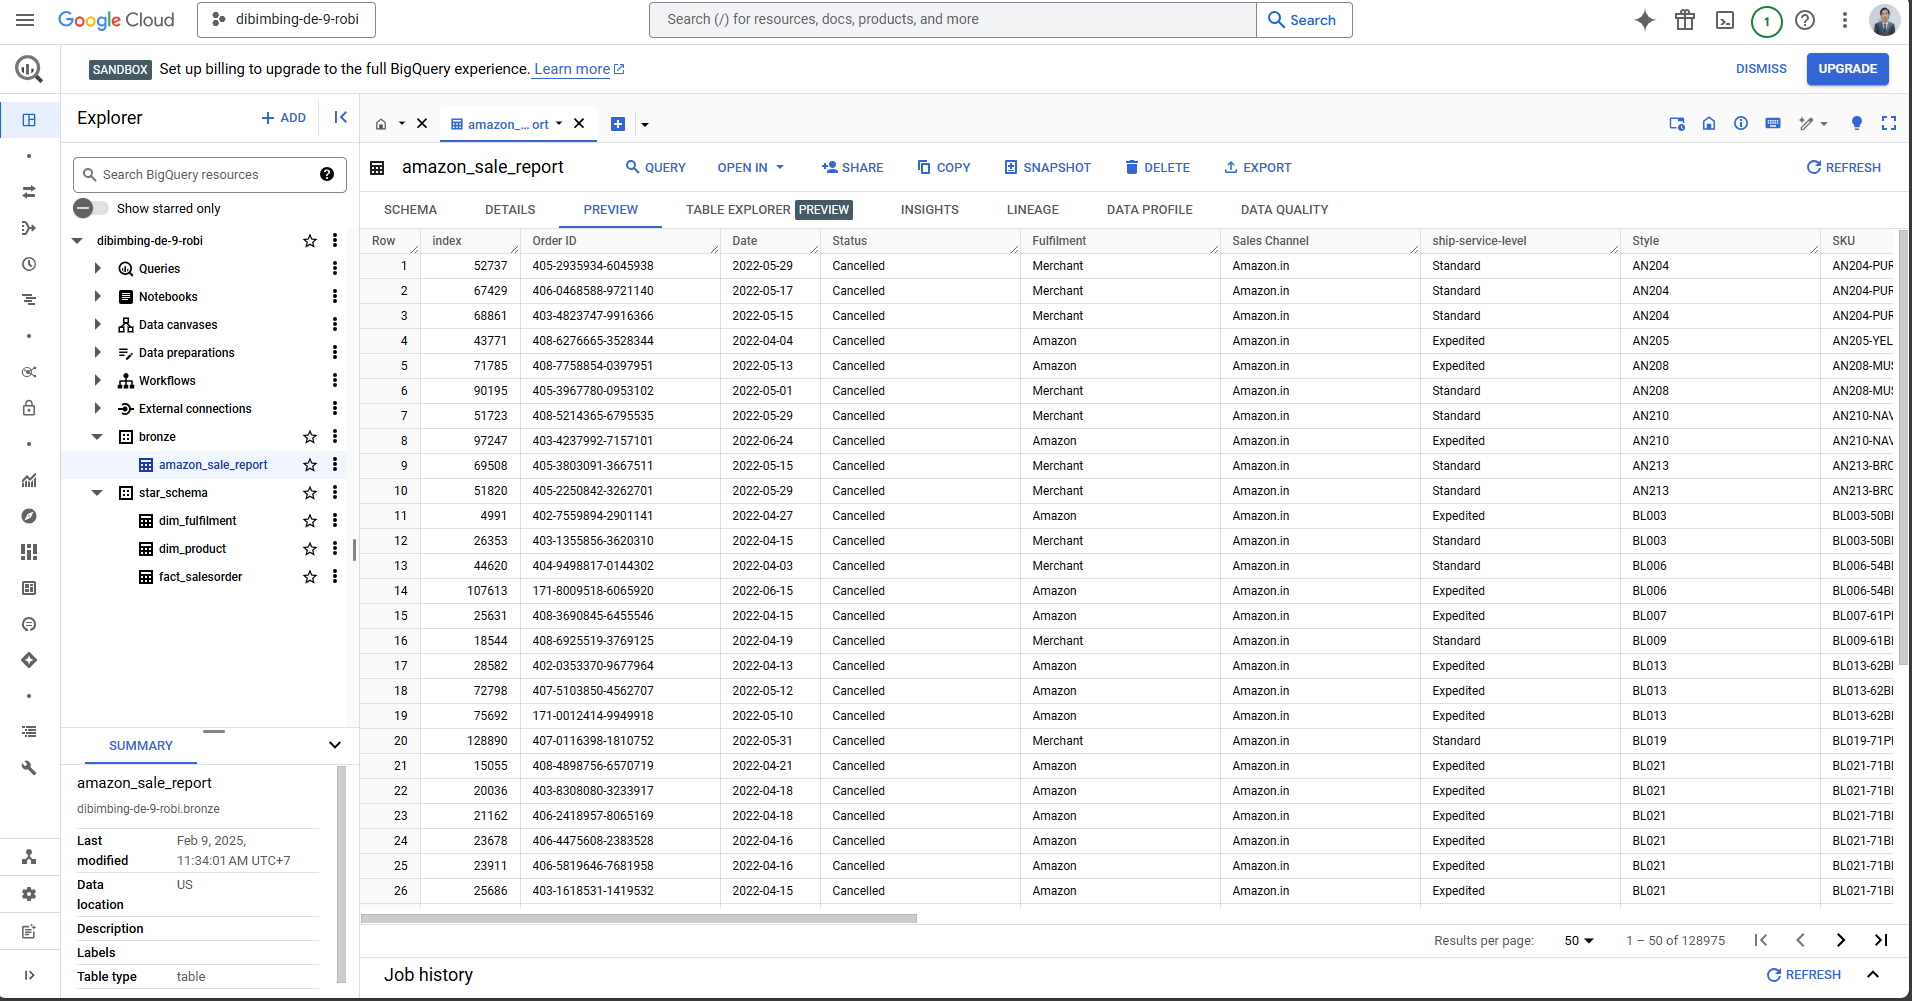 Google Cloud
dibimbing-de-9-robi
Search (/) for resources, docs, products, and more
Search
1
SANDBOX Set up billing to upgrade to the full BigQuery experience. Learn more
DISMISS
UPGRADE
Explorer
+ ADD
Search BigQuery resources
Show starred only
dibimbing-de-9-robi
Queries
Notebooks
Data canvases
Data preparations
Workflows
External connections
bronze
amazon_sale_report
star_schema
dim_fulfilment
dim_product
fact_salesorder
SUMMARY
amazon_sale_report
dibimbing-de-9-robi.bronze
Last modified Feb 9, 2025, 11:34:01 AM UTC+7
Data location US
Description
Labels
Table type table
amazon_... ort
amazon_sale_report
QUERY OPEN IN SHARE COPY SNAPSHOT DELETE EXPORT REFRESH
SCHEMA DETAILS PREVIEW TABLE EXPLORER PREVIEW INSIGHTS LINEAGE DATA PROFILE DATA QUALITY
Row index Order ID Date Status Fulfilment Sales Channel ship-service-level Style SKU
1 52737 405-2935934-6045938 2022-05-29 Cancelled Merchant Amazon.in Standard AN204 AN204-PUR
2 67429 406-0468588-9721140 2022-05-17 Cancelled Merchant Amazon.in Standard AN204 AN204-PUR
3 68861 403-4823747-9916366 2022-05-15 Cancelled Merchant Amazon.in Standard AN204 AN204-PUR
4 43771 408-6276665-3528344 2022-04-04 Cancelled Amazon Amazon.in Expedited AN205 AN205-YEL
5 71785 408-7758854-0397951 2022-05-13 Cancelled Amazon Amazon.in Expedited AN208 AN208-MUS
6 90195 405-3967780-0953102 2022-05-01 Cancelled Merchant Amazon.in Standard AN208 AN208-MUS
7 51723 408-5214365-6795535 2022-05-29 Cancelled Merchant Amazon.in Standard AN210 AN210-NAV
8 97247 403-4237992-7157101 2022-06-24 Cancelled Amazon Amazon.in Expedited AN210 AN210-NAV
9 69508 405-3803091-3667511 2022-05-15 Cancelled Merchant Amazon.in Standard AN213 AN213-BRO
10 51820 405-2250842-3262701 2022-05-29 Cancelled Merchant Amazon.in Standard AN213 AN213-BRO
11 4991 402-7559894-2901141 2022-04-27 Cancelled Amazon Amazon.in Expedited BL003 BL003-50BL
12 26353 403-1355856-3620310 2022-04-15 Cancelled Merchant Amazon.in Standard BL003 BL003-50BL
13 44620 404-9498817-0144302 2022-04-03 Cancelled Merchant Amazon.in Standard BL006 BL006-54BL
14 107613 171-8009518-6065920 2022-06-15 Cancelled Amazon Amazon.in Expedited BL006 BL006-54BL
15 25631 408-3690845-6455546 2022-04-15 Cancelled Amazon Amazon.in Expedited BL007 BL007-61PI
16 18544 408-6925519-3769125 2022-04-19 Cancelled Merchant Amazon.in Standard BL009 BL009-61BL
17 28582 402-0353370-9677964 2022-04-13 Cancelled Amazon Amazon.in Expedited BL013 BL013-62BL
18 72798 407-5103850-4562707 2022-05-12 Cancelled Amazon Amazon.in Expedited BL013 BL013-62BL
19 75692 171-0012414-9949918 2022-05-10 Cancelled Amazon Amazon.in Expedited BL013 BL013-62BL
20 128890 407-0116398-1810752 2022-05-31 Cancelled Merchant Amazon.in Standard BL019 BL019-71PI
21 15055 408-4898756-6570719 2022-04-21 Cancelled Amazon Amazon.in Expedited BL021 BL021-71BL
22 20036 403-8308080-3233917 2022-04-18 Cancelled Amazon Amazon.in Expedited BL021 BL021-71BL
23 21162 406-2418957-8065169 2022-04-18 Cancelled Amazon Amazon.in Expedited BL021 BL021-71BL
24 23678 406-4475608-2383528 2022-04-16 Cancelled Amazon Amazon.in Expedited BL021 BL021-71BL
25 23911 406-5819646-7681958 2022-04-16 Cancelled Amazon Amazon.in Expedited BL021 BL021-71BL
26 25686 403-1618531-1419532 2022-04-15 Cancelled Amazon Amazon.in Expedited BL021 BL021-71BL
Results per page: 50 1 – 50 of 128975
Job history
REFRESH